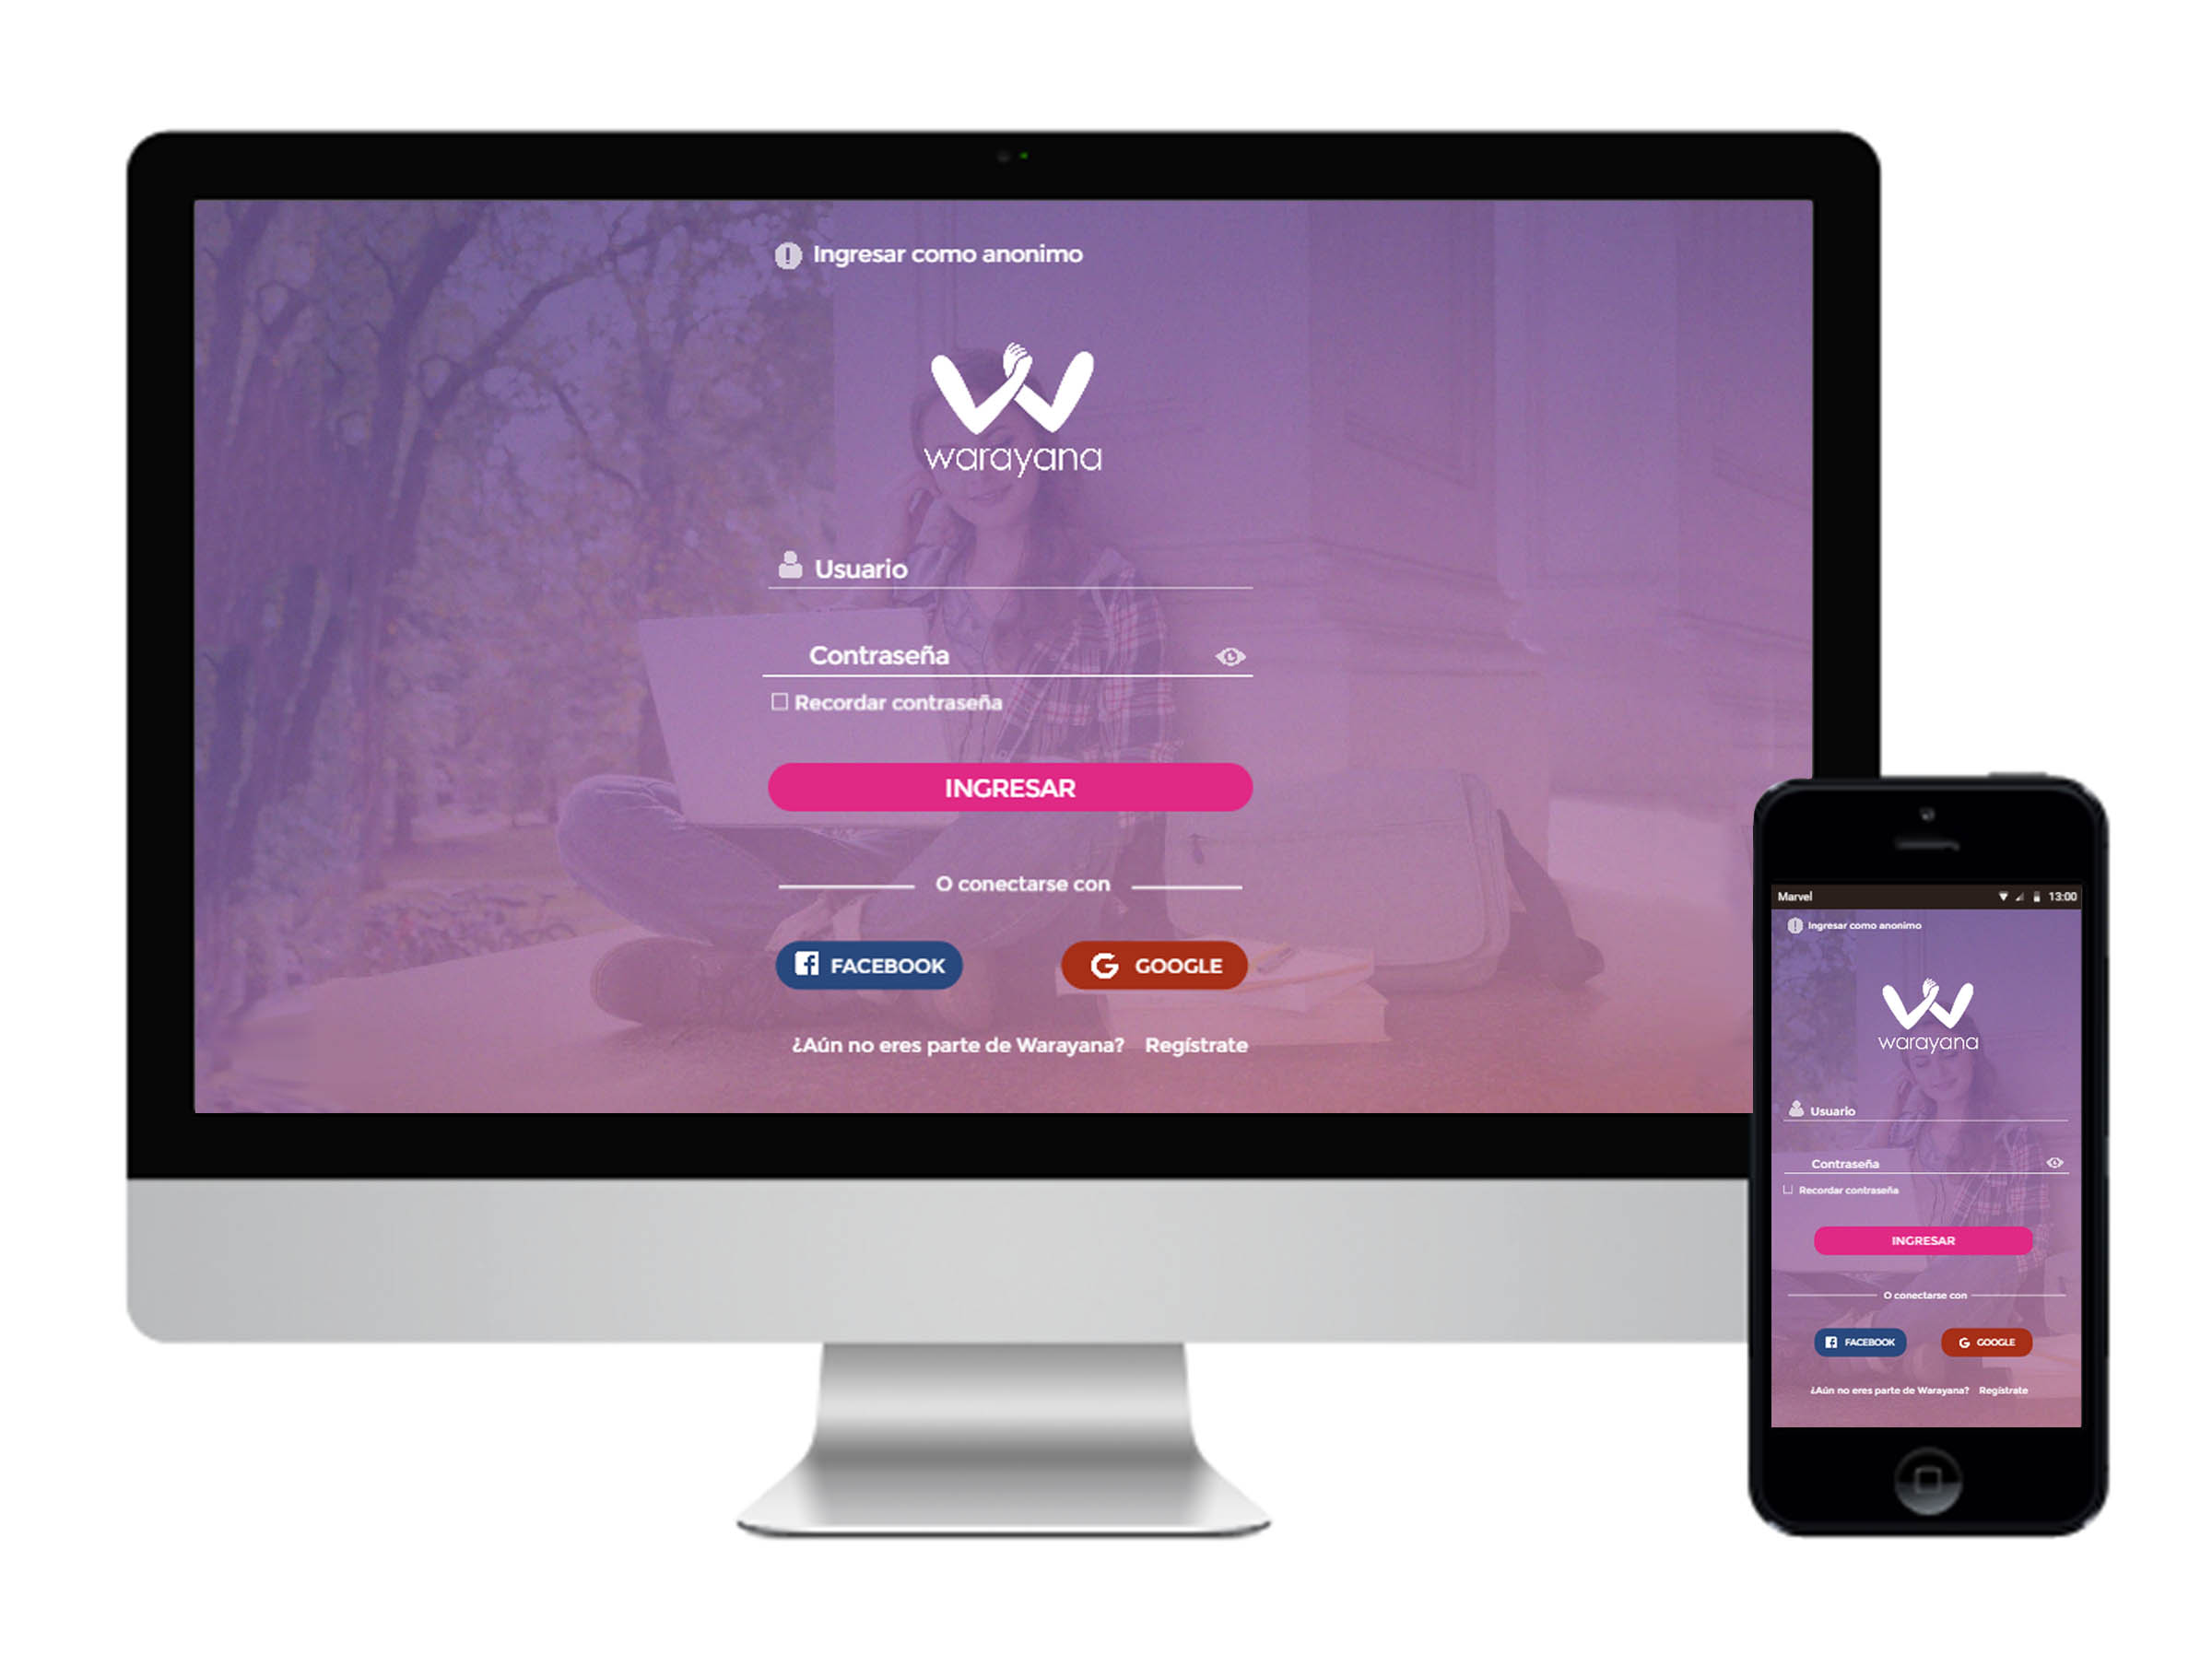 Ingresar como anonimo
warayana
Usuario
Contraseña
Recordar contraseña
INGRESAR
O conectarse con
FACEBOOK GOOGLE
¿Aún no eres parte de Warayana? Regístrate
Marvel 13:00
Ingresar como anonimo
warayana
Usuario
Contraseña
Recordar contraseña
INGRESAR
O conectarse con
FACEBOOK GOOGLE
¿Aún no eres parte de Warayana? Regístrate